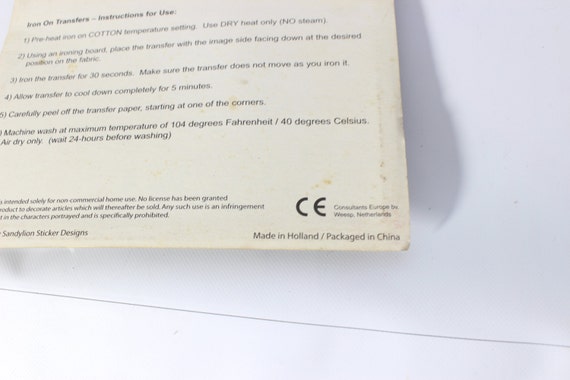 Iron On Transfers – Instructions for Use:
1) Pre-heat iron on COTTON temperature setting. Use DRY heat only (NO steam).
2) Using an ironing board, place the transfer with the image side facing down at the desired
position on the fabric.
3) Iron the transfer for 30 seconds. Make sure the transfer does not move as you iron it.
4) Allow transfer to cool down completely for 5 minutes.
5) Carefully peel off the transfer paper, starting at one of the corners.
) Machine wash at maximum temperature of 104 degrees Fahrenheit / 40 degrees Celsius.
Air dry only. (wait 24-hours before washing)
intended solely for non-commercial home use. No license has been granted
product to decorate articles which will thereafter be sold. Any such use is an infringement
in the characters portrayed and is specifically prohibited.
CE
Consultants Europe bv,
Weesp, Netherlands
Sandylion Sticker Designs
Made in Holland / Packaged in China